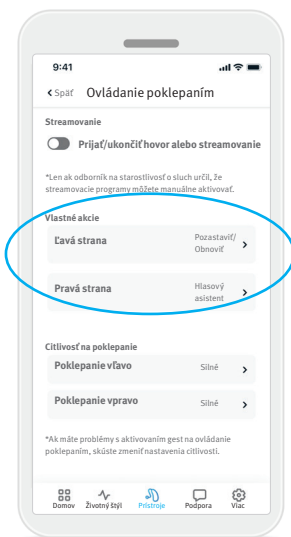 9:41
Späť Ovládanie poklepaním
Streamovanie
Prijať/ukončiť hovor alebo streamovanie
*Len ak odborník na starostlivosť o sluch určil, že
streamovacie programy môžete manuálne aktivovať.
Vlastné akcie
Ľavá strana
Pozastaviť/
Obnoviť
Pravá strana
Hlasový
asistent
Citlivosť na poklepanie
Poklepanie vľavo Silné
Poklepanie vpravo Silné
*Ak máte problémy s aktivovaním gest na ovládanie
poklepaním, skúste zmeniť nastavenia citlivosti.
Domov Životný štýl Prístroje Podpora Viac